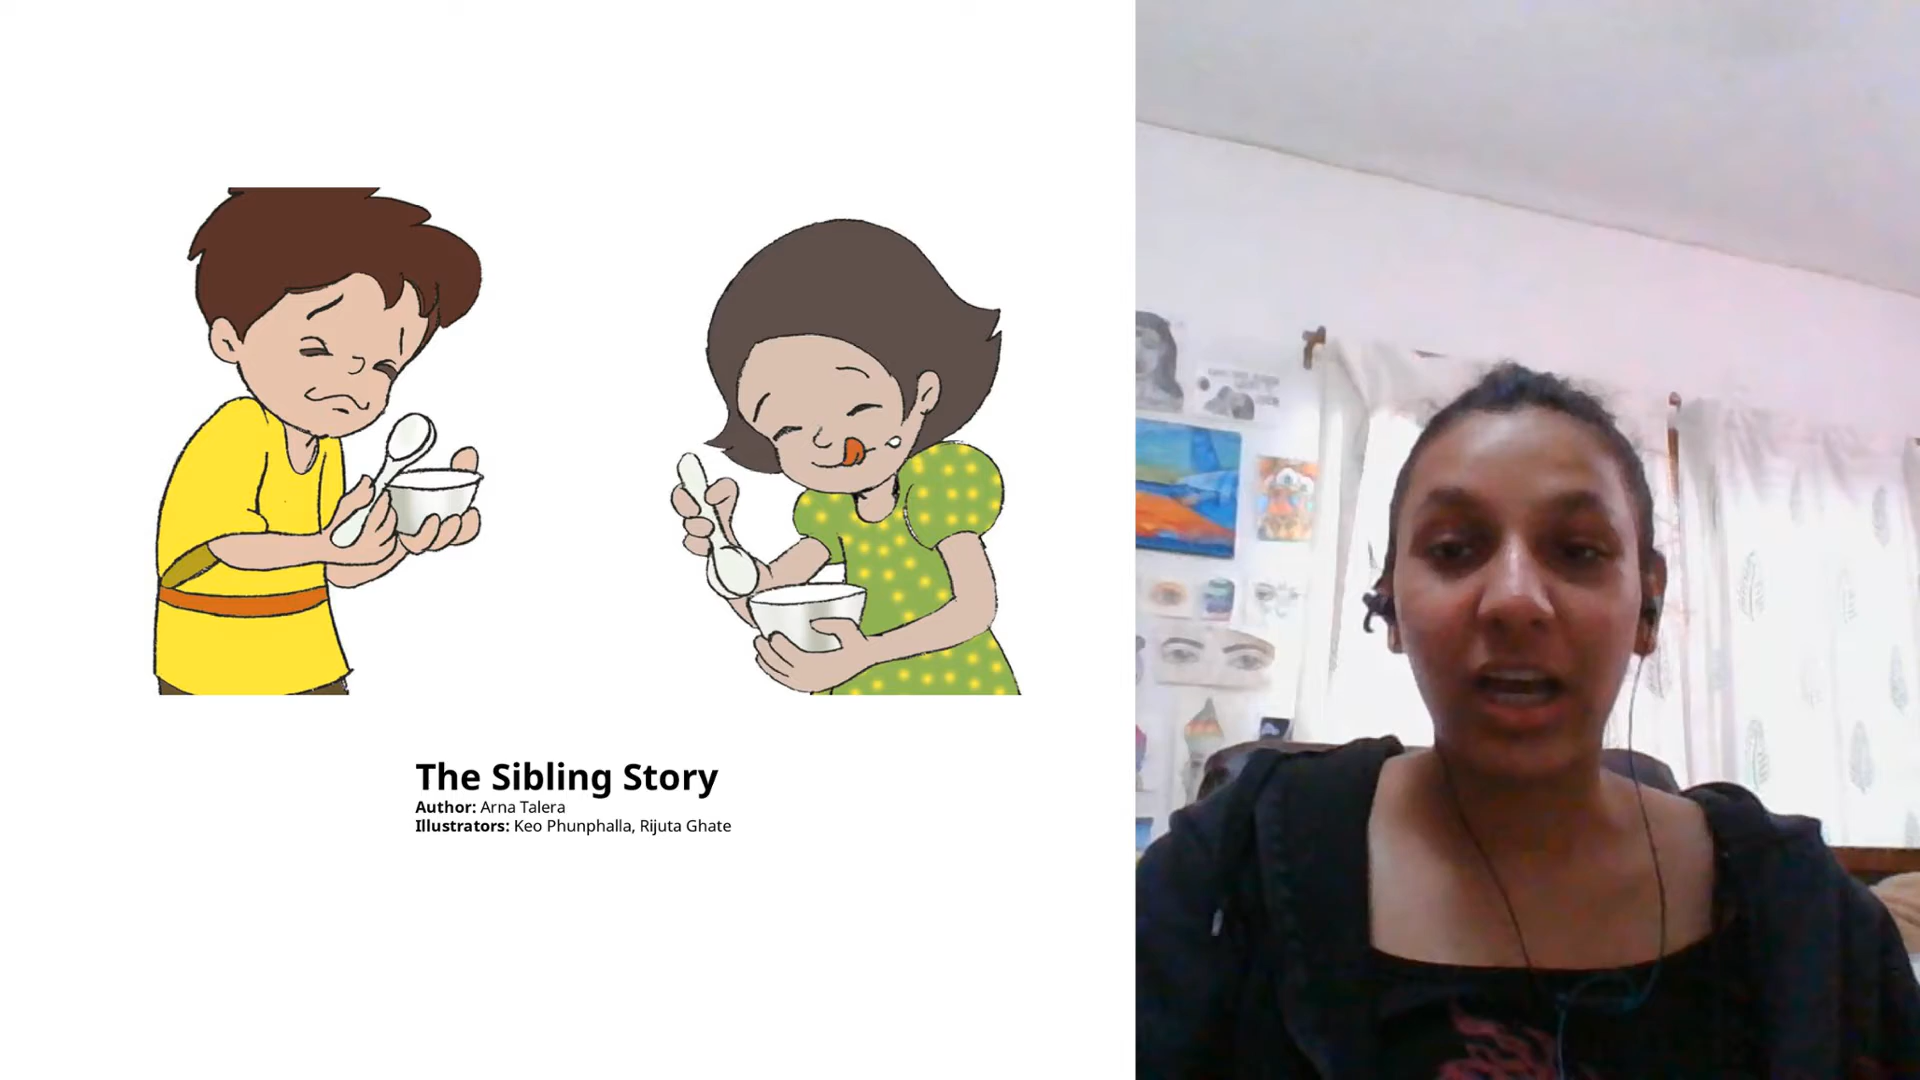 The Sibling Story
Author: Arna Talera
Illustrators: Keo Phunphalla, Rijuta Ghate